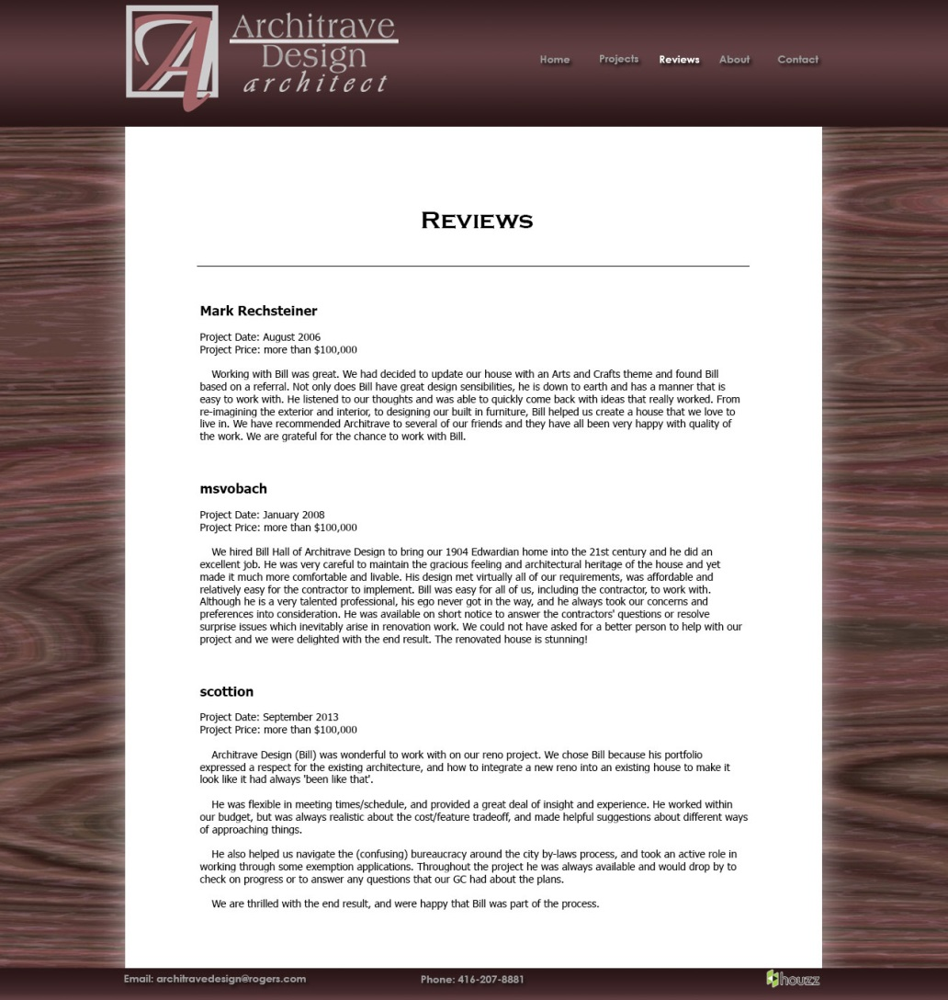 Architrave
Design
architect
Home Projects Reviews About Contact
Reviews
Mark Rechsteiner
Project Date: August 2006
Project Price: more than $100,000
Working with Bill was great. We had decided to update our house with an Arts and Crafts theme and found Bill
based on a referral. Not only does Bill have great design sensibilities, he is down to earth and has a manner that is
easy to work with. He listened to our thoughts and was able to quickly come back with ideas that really worked. From
re-imagining the exterior and interior, to designing our built in furniture, Bill helped us create a house that we love to
live in. We have recommended Architrave to several of our friends and they have all been very happy with quality of
the work. We are grateful for the chance to work with Bill.
msvobach
Project Date: January 2008
Project Price: more than $100,000
We hired Bill Hall of Architrave Design to bring our 1904 Edwardian home into the 21st century and he did an
excellent job. He was very careful to maintain the gracious feeling and architectural heritage of the house and yet
made it much more comfortable and livable. His design met virtually all of our requirements, was affordable and
relatively easy for the contractor to implement. Bill was easy for all of us, including the contractor, to work with.
Although he is a very talented professional, his ego never got in the way, and he always took our concerns and
preferences into consideration. He was available on short notice to answer the contractors' questions or resolve
surprise issues which inevitably arise in renovation work. We could not have asked for a better person to help with our
project and we were delighted with the end result. The renovated house is stunning!
scottion
Project Date: September 2013
Project Price: more than $100,000
Architrave Design (Bill) was wonderful to work with on our reno project. We chose Bill because his portfolio
expressed a respect for the existing architecture, and how to integrate a new reno into an existing house to make it
look like it had always 'been like that'.
He was flexible in meeting times/schedule, and provided a great deal of insight and experience. He worked within
our budget, but was always realistic about the cost/feature tradeoff, and made helpful suggestions about different ways
of approaching things.
He also helped us navigate the (confusing) bureaucracy around the city by-laws process, and took an active role in
working through some exemption applications. Throughout the project he was always available and would drop by to
check on progress or to answer any questions that our GC had about the plans.
We are thrilled with the end result, and were happy that Bill was part of the process.
Email: architravedesign@rogers.com Phone: 416-207-8881 houzz